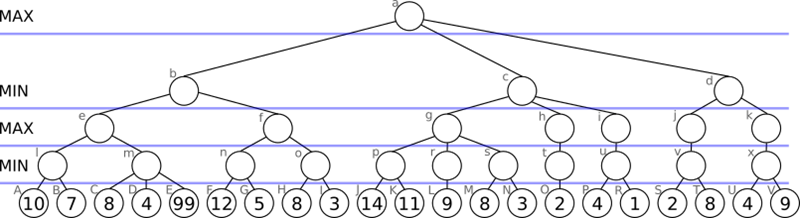 a
MAX
b c d
MIN
e f g h i j k
MAX
l m n o p r s t u v x
MIN
A B C D E F G H I J K L M N O P R S T U V
10 7 8 4 99 12 5 8 3 14 11 9 8 3 2 4 1 2 8 4 9